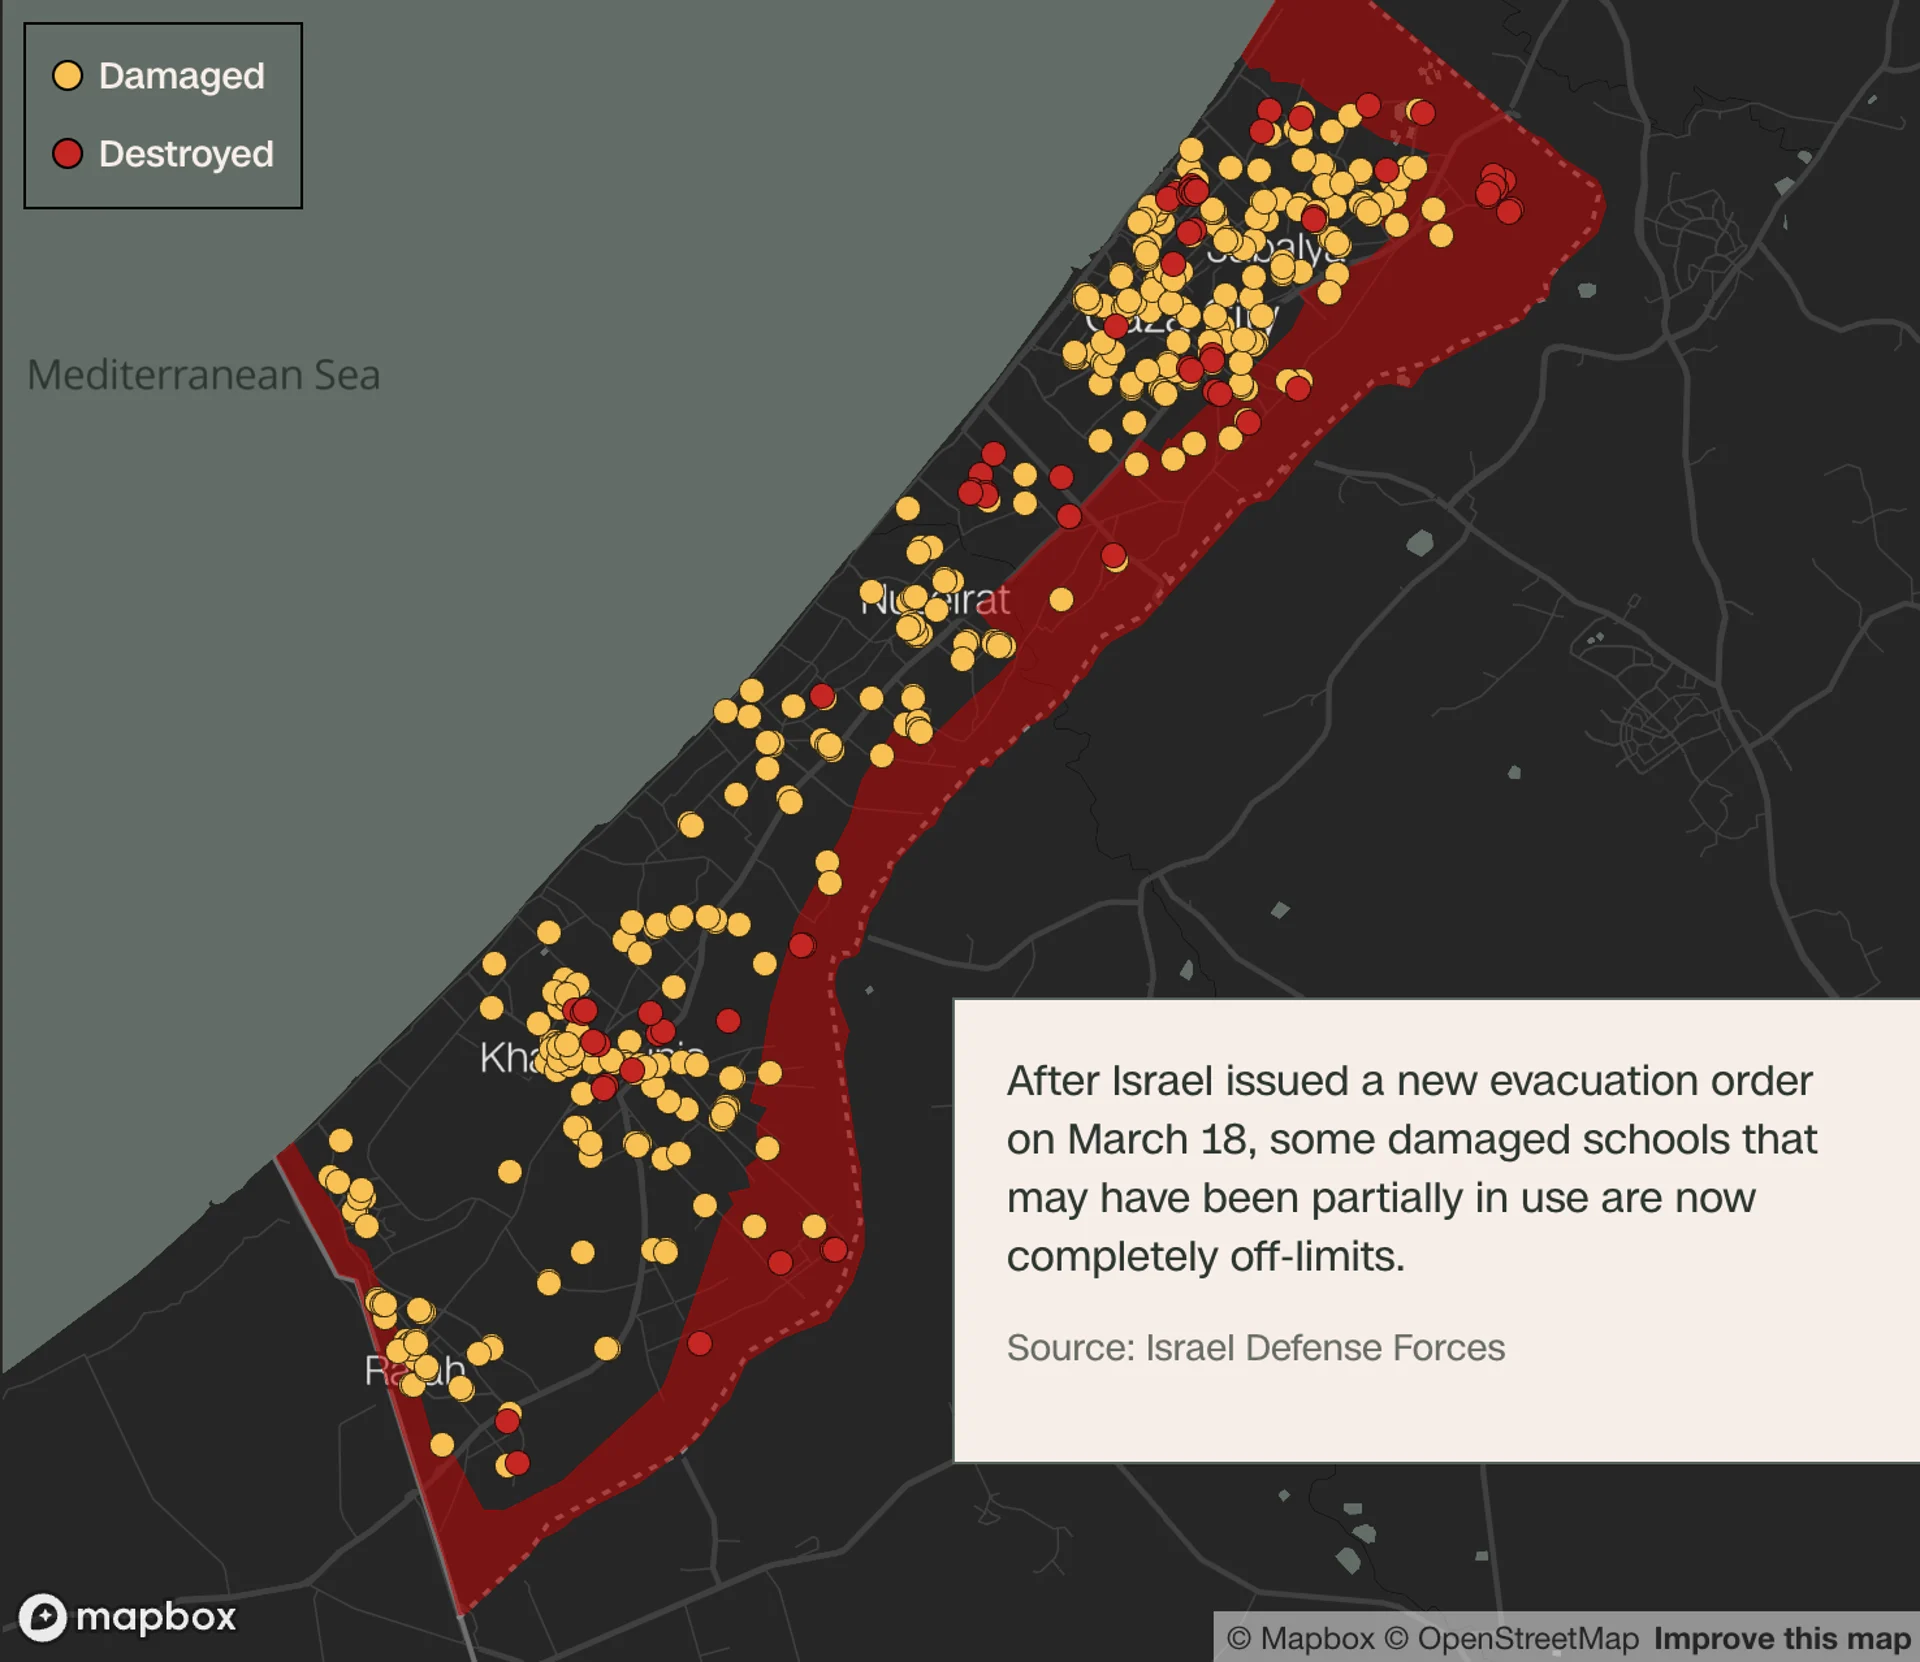 Damaged
Destroyed
Mediterranean Sea
Jabalya
Gaza City
Nuseirat
Rafah
After Israel issued a new evacuation order
on March 18, some damaged schools that
may have been partially in use are now
completely off-limits.
Source: Israel Defense Forces
mapbox
© Mapbox © OpenStreetMap Improve this map